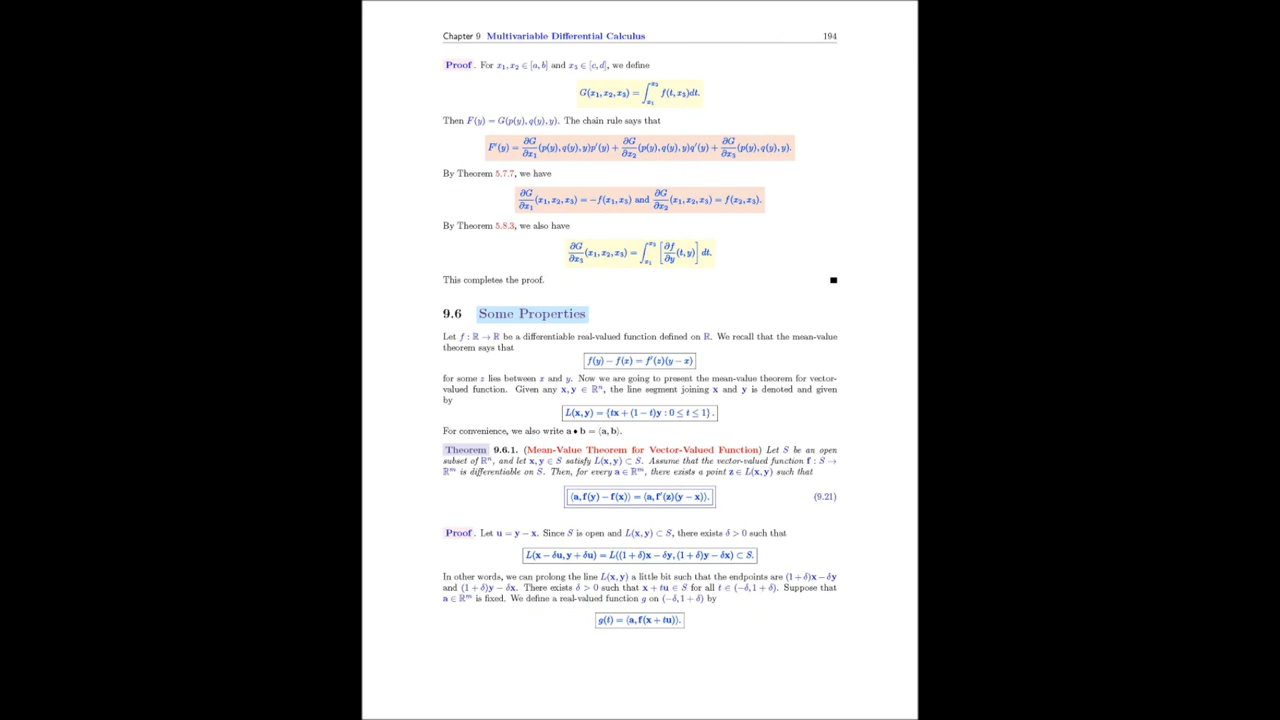 Chapter 9 Multivariable Differential Calculus 194
Proof. For x₁, x₂ ∈ [a, b] and x₃ ∈ [c, d], we define
G(x₁, x₂, x₃) = ∫_{x₁}^{x₂} f(t, x₃)dt.
Then F(y) = G(p(y), q(y), y). The chain rule says that
F′(y) = ∂G/∂x₁ (p(y), q(y), y)p′(y) + ∂G/∂x₂ (p(y), q(y), y)q′(y) + ∂G/∂x₃ (p(y), q(y), y).
By Theorem 5.7.7, we have
∂G/∂x₁ (x₁, x₂, x₃) = −f(x₁, x₃) and ∂G/∂x₂ (x₁, x₂, x₃) = f(x₂, x₃).
By Theorem 5.8.3, we also have
∂G/∂x₃ (x₁, x₂, x₃) = ∫_{x₁}^{x₂} [∂f/∂y (t, y)] dt.
This completes the proof. ■
9.6 Some Properties
Let f : ℝ → ℝ be a differentiable real-valued function defined on ℝ. We recall that the mean-value
theorem says that
f(y) − f(x) = f′(z)(y − x)
for some z lies between x and y. Now we are going to present the mean-value theorem for vector-
valued function. Given any x, y ∈ ℝⁿ, the line segment joining x and y is denoted and given
by
L(x, y) = {tx + (1 − t)y : 0 ≤ t ≤ 1}.
For convenience, we also write a • b = ⟨a, b⟩.
Theorem 9.6.1. (Mean-Value Theorem for Vector-Valued Function) Let S be an open
subset of ℝⁿ, and let x, y ∈ S satisfy L(x, y) ⊂ S. Assume that the vector-valued function f : S →
ℝᵐ is differentiable on S. Then, for every a ∈ ℝᵐ, there exists a point z ∈ L(x, y) such that
⟨a, f(y) − f(x)⟩ = ⟨a, f′(z)(y − x)⟩. (9.21)
Proof. Let u = y − x. Since S is open and L(x, y) ⊂ S, there exists δ > 0 such that
L(x − δu, y + δu) = L((1 + δ)x − δy, (1 + δ)y − δx) ⊂ S.
In other words, we can prolong the line L(x, y) a little bit such that the endpoints are (1 + δ)x − δy
and (1 + δ)y − δx. There exists δ > 0 such that x + tu ∈ S for all t ∈ (−δ, 1 + δ). Suppose that
a ∈ ℝᵐ is fixed. We define a real-valued function g on (−δ, 1 + δ) by
g(t) = ⟨a, f(x + tu)⟩.